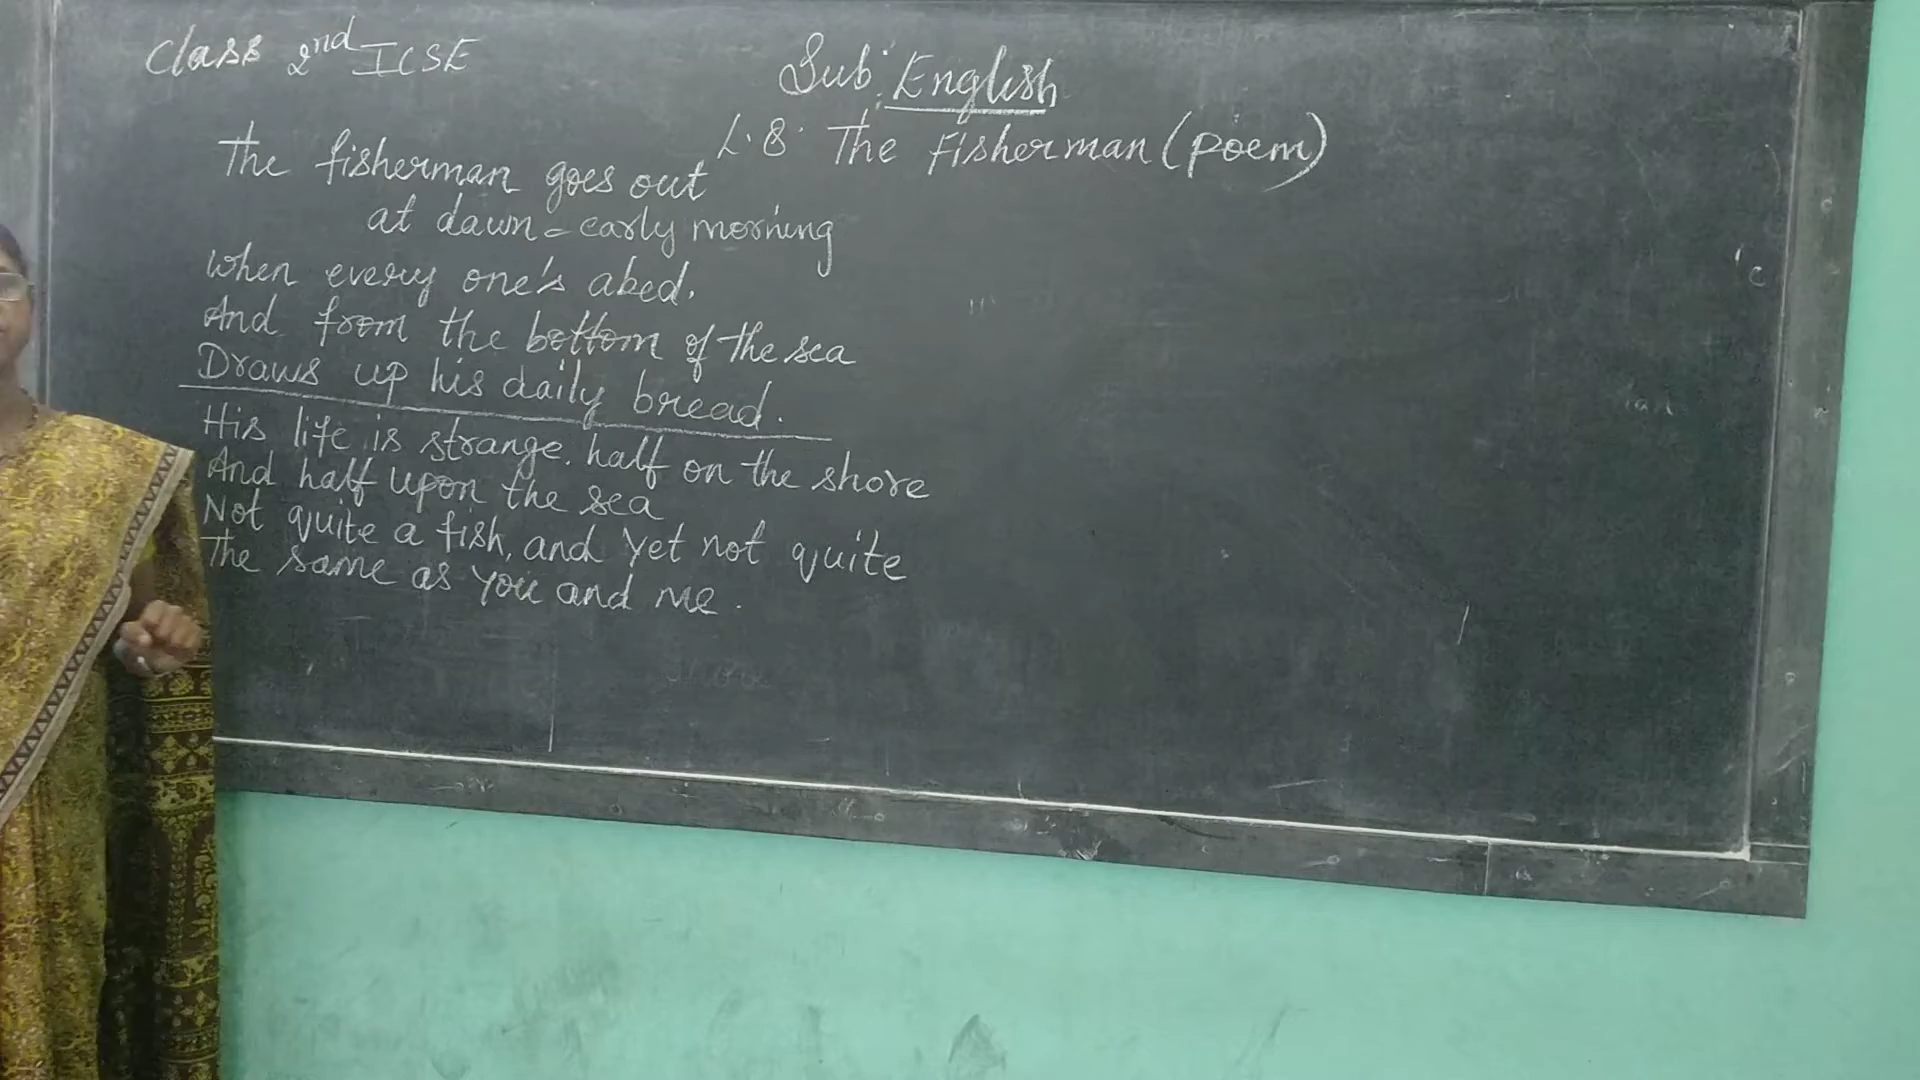 Class 2nd ICSE
Sub: English
L.8. The Fisherman (poem)
The fisherman goes out
at dawn = early morning
When every one's abed.
And from the bottom of the sea
Draws up his daily bread.
His life is strange. half on the shore
And half upon the sea
Not quite a fish, and yet not quite
The same as you and me.